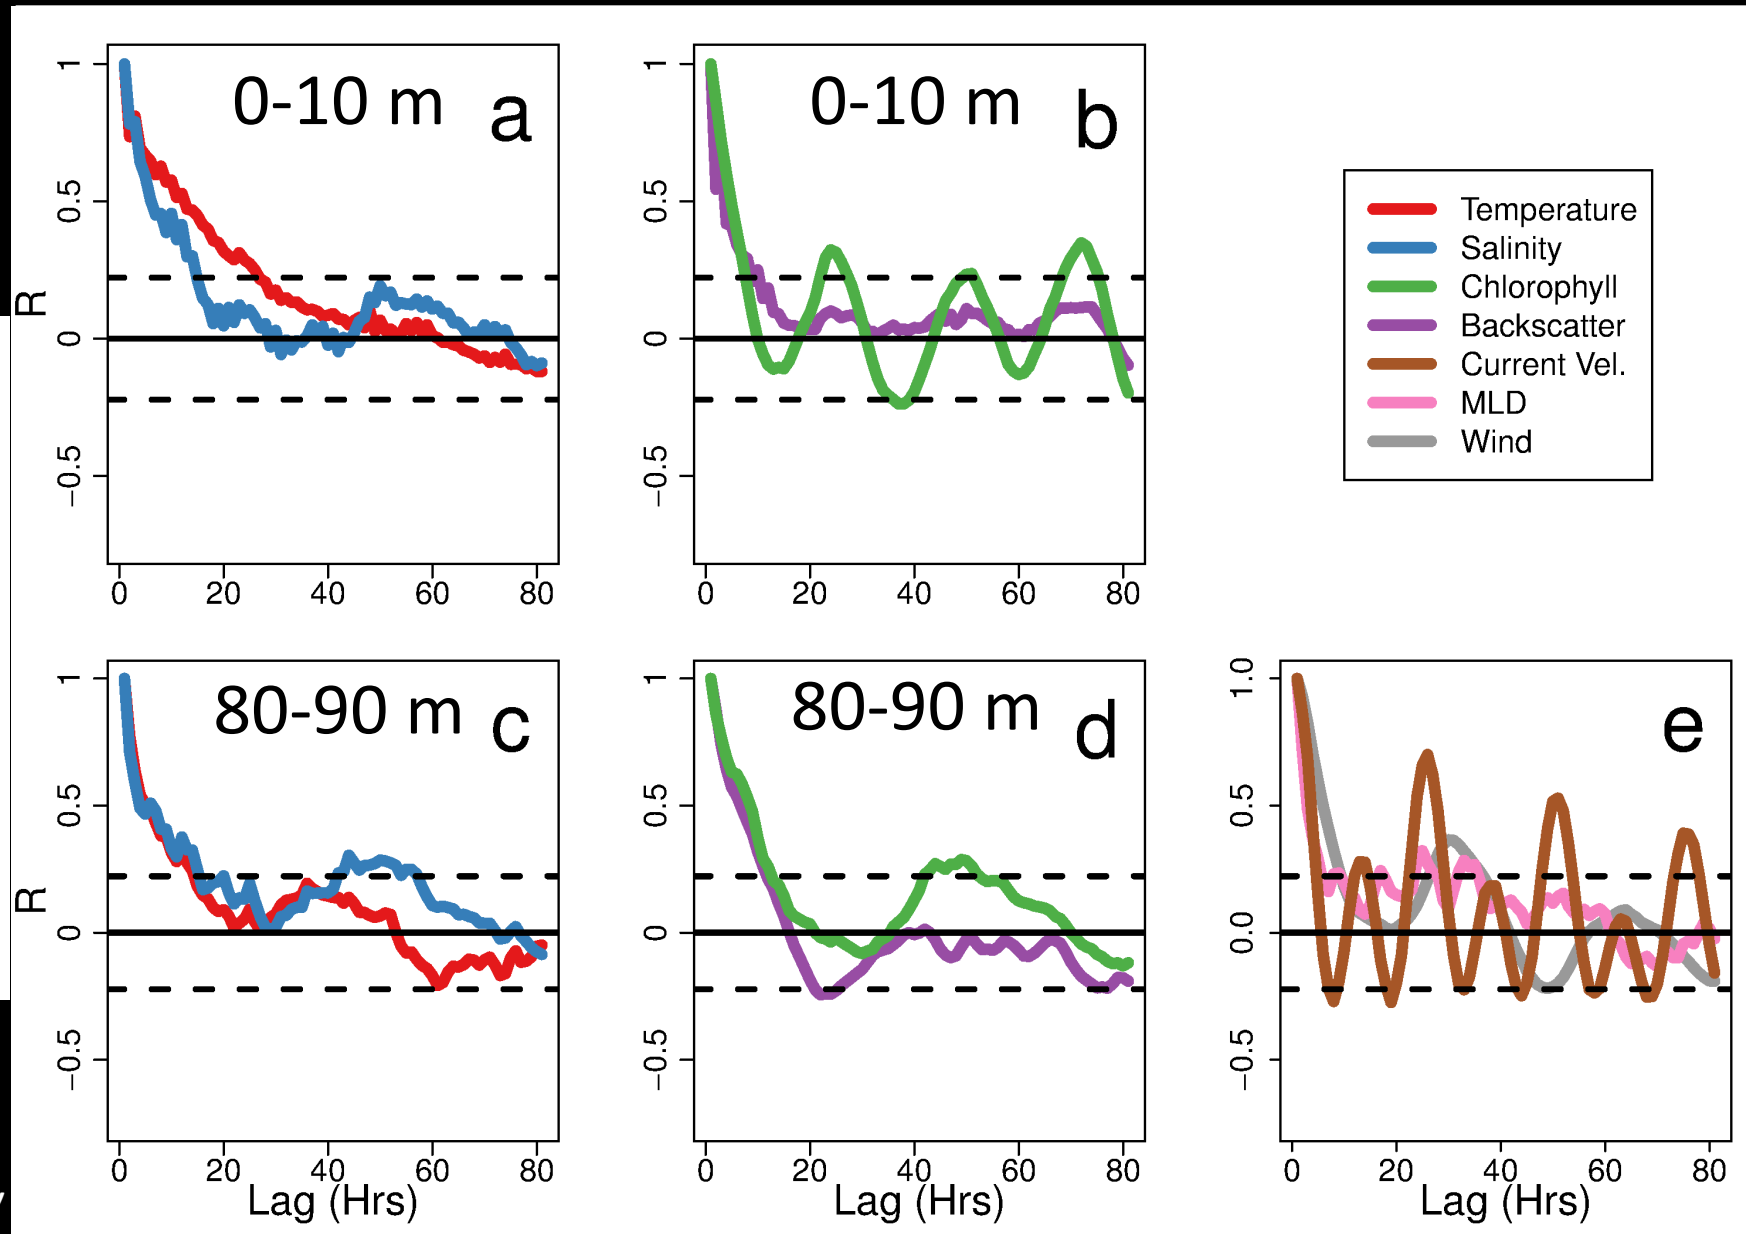 0-10 m a
1
0.5
0
−0.5
R
0 20 40 60 80
0-10 m b
1
0.5
0
−0.5
0 20 40 60 80
Temperature
Salinity
Chlorophyll
Backscatter
Current Vel.
MLD
Wind
80-90 m c
1
0.5
0
−0.5
R
0 20 40 60 80
Lag (Hrs)
80-90 m d
1
0.5
0
−0.5
0 20 40 60 80
Lag (Hrs)
e
1.0
0.5
0.0
−0.5
0 20 40 60 80
Lag (Hrs)